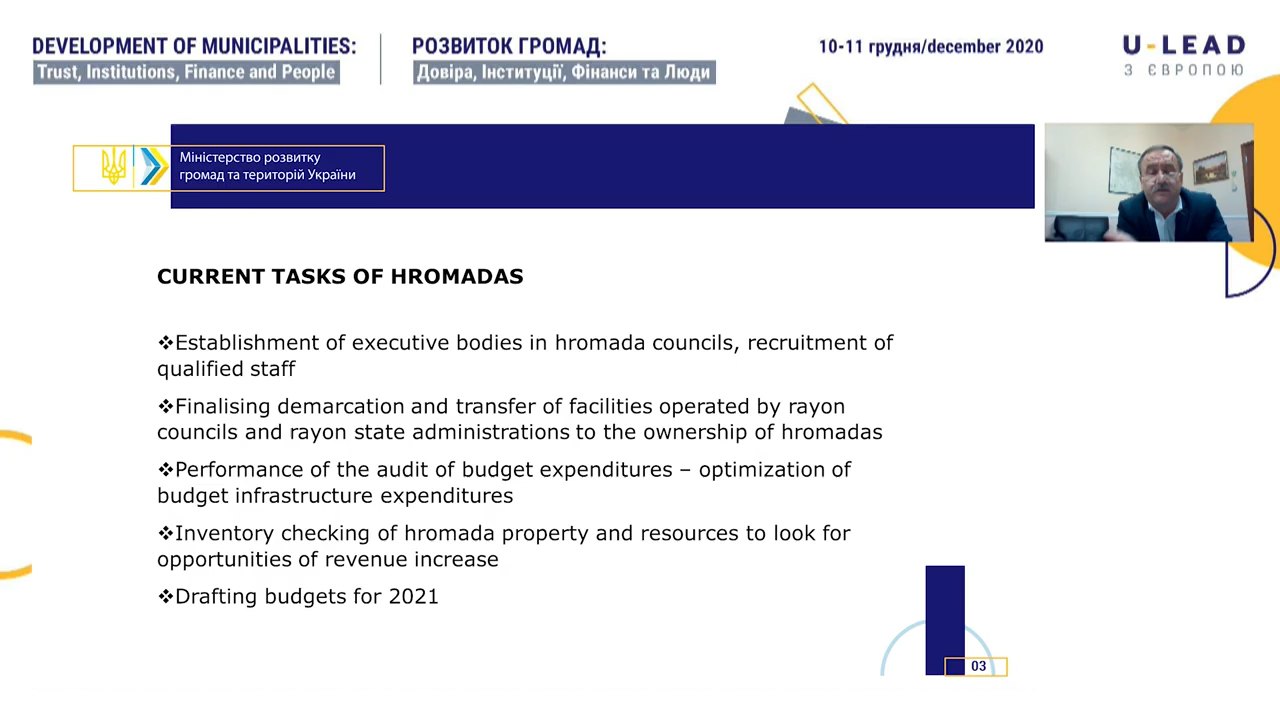 DEVELOPMENT OF MUNICIPALITIES:
Trust, Institutions, Finance and People
РОЗВИТОК ГРОМАД:
Довіра, Інституції, Фінанси та Люди
10-11 грудня/december 2020
U-LEAD
З ЄВРОПОЮ
Міністерство розвитку
громад та територій України
CURRENT TASKS OF HROMADAS
❖Establishment of executive bodies in hromada councils, recruitment of
qualified staff
❖Finalising demarcation and transfer of facilities operated by rayon
councils and rayon state administrations to the ownership of hromadas
❖Performance of the audit of budget expenditures – optimization of
budget infrastructure expenditures
❖Inventory checking of hromada property and resources to look for
opportunities of revenue increase
❖Drafting budgets for 2021
03